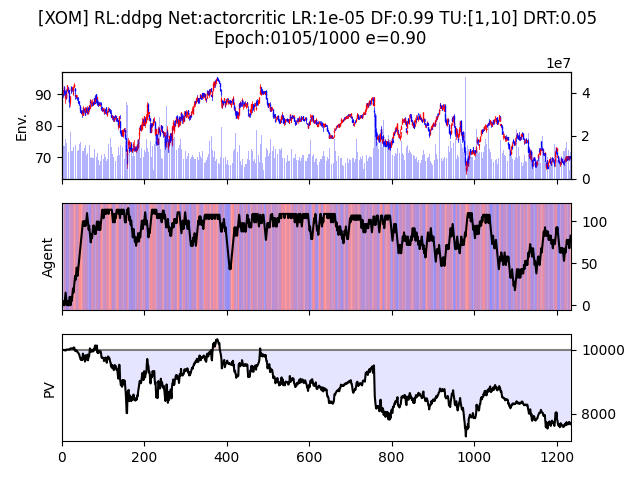 [XOM] RL:ddpg Net:actorcritic LR:1e-05 DF:0.99 TU:[1,10] DRT:0.05
Epoch:0105/1000 e=0.90
1e7
90
80
70
Env.
4
2
0
Agent
100
50
0
PV
10000
8000
0 200 400 600 800 1000 1200